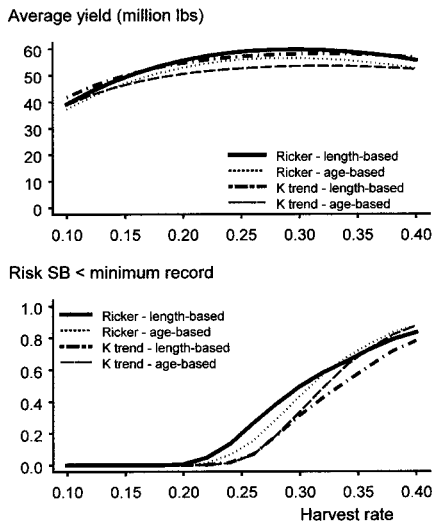 Average yield (million lbs)
60
50
40
30
20
10
0
Ricker - length-based
Ricker - age-based
K trend - length-based
K trend - age-based
0.10 0.15 0.20 0.25 0.30 0.35 0.40
Risk SB < minimum record
1.0
0.8
0.6
0.4
0.2
0.0
Ricker - length-based
Ricker - age-based
K trend - length-based
K trend - age-based
0.10 0.15 0.20 0.25 0.30 0.35 0.40
Harvest rate